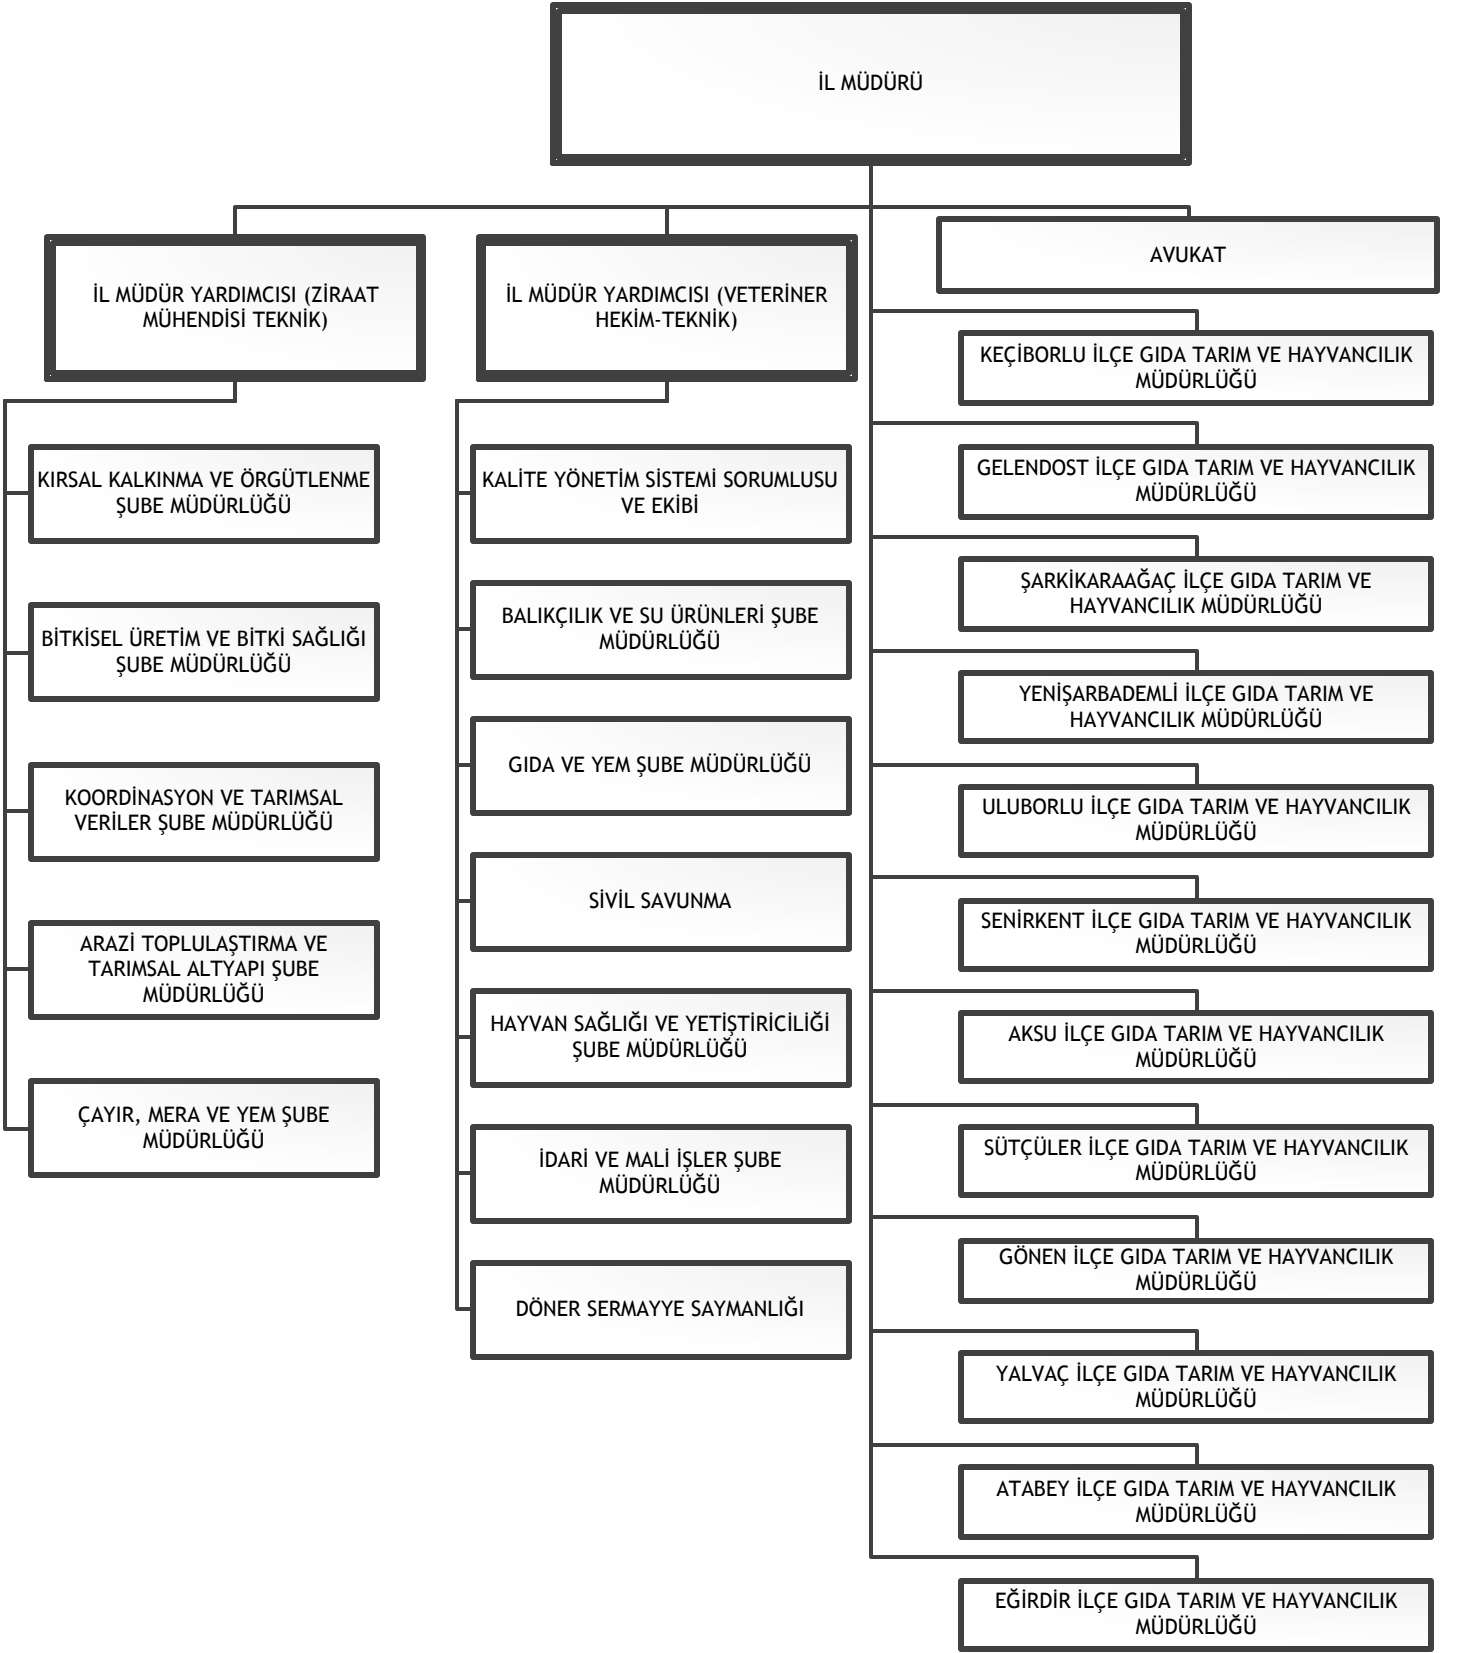 İL MÜDÜRÜ
İL MÜDÜR YARDIMCISI (ZİRAAT
MÜHENDİSİ TEKNİK)
KIRSAL KALKINMA VE ÖRGÜTLENME
ŞUBE MÜDÜRLÜĞÜ
BİTKİSEL ÜRETİM VE BİTKİ SAĞLIĞI
ŞUBE MÜDÜRLÜĞÜ
KOORDİNASYON VE TARIMSAL
VERİLER ŞUBE MÜDÜRLÜĞÜ
ARAZİ TOPLULAŞTIRMA VE
TARIMSAL ALTYAPI ŞUBE
MÜDÜRLÜĞÜ
ÇAYIR, MERA VE YEM ŞUBE
MÜDÜRLÜĞÜ
İL MÜDÜR YARDIMCISI (VETERİNER
HEKİM-TEKNİK)
KALİTE YÖNETİM SİSTEMİ SORUMLUSU
VE EKİBİ
BALIKÇILIK VE SU ÜRÜNLERİ ŞUBE
MÜDÜRLÜĞÜ
GIDA VE YEM ŞUBE MÜDÜRLÜĞÜ
SİVİL SAVUNMA
HAYVAN SAĞLIĞI VE YETİŞTİRİCİLİĞİ
ŞUBE MÜDÜRLÜĞÜ
İDARİ VE MALİ İŞLER ŞUBE
MÜDÜRLÜĞÜ
DÖNER SERMAYYE SAYMANLIĞI
AVUKAT
KEÇİBORLU İLÇE GIDA TARIM VE HAYVANCILIK
MÜDÜRLÜĞÜ
GELENDOST İLÇE GIDA TARIM VE HAYVANCILIK
MÜDÜRLÜĞÜ
ŞARKİKARAAĞAÇ İLÇE GIDA TARIM VE
HAYVANCILIK MÜDÜRLÜĞÜ
YENİŞARBADEMLİ İLÇE GIDA TARIM VE
HAYVANCILIK MÜDÜRLÜĞÜ
ULUBORLU İLÇE GIDA TARIM VE HAYVANCILIK
MÜDÜRLÜĞÜ
SENİRKENT İLÇE GIDA TARIM VE HAYVANCILIK
MÜDÜRLÜĞÜ
AKSU İLÇE GIDA TARIM VE HAYVANCILIK
MÜDÜRLÜĞÜ
SÜTÇÜLER İLÇE GIDA TARIM VE HAYVANCILIK
MÜDÜRLÜĞÜ
GÖNEN İLÇE GIDA TARIM VE HAYVANCILIK
MÜDÜRLÜĞÜ
YALVAÇ İLÇE GIDA TARIM VE HAYVANCILIK
MÜDÜRLÜĞÜ
ATABEY İLÇE GIDA TARIM VE HAYVANCILIK
MÜDÜRLÜĞÜ
EĞİRDİR İLÇE GIDA TARIM VE HAYVANCILIK
MÜDÜRLÜĞÜ